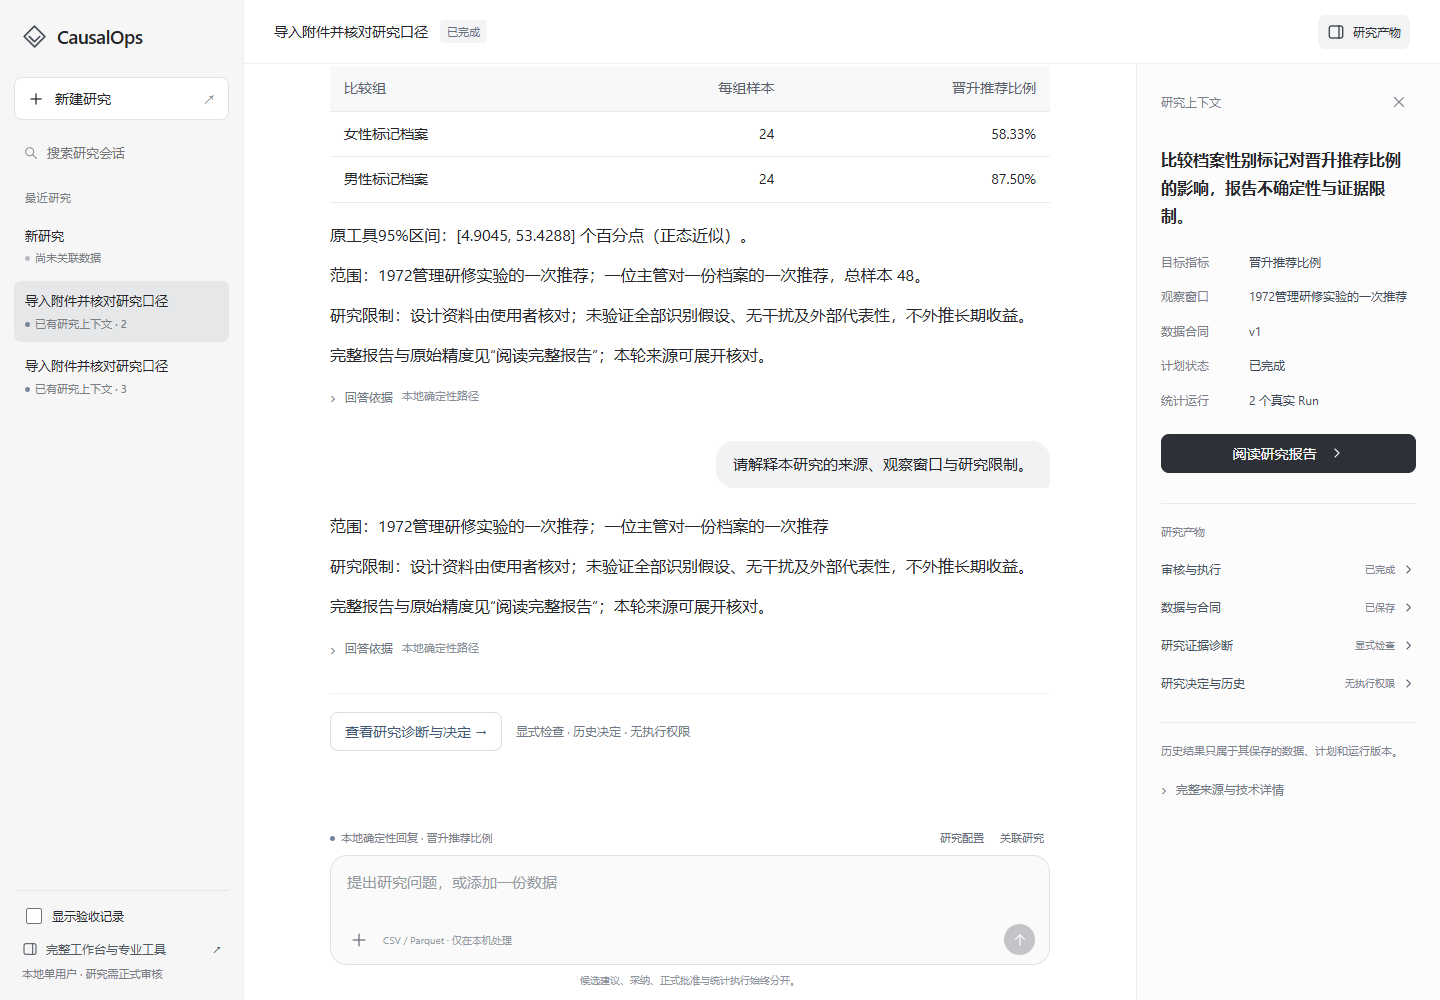 CausalOps
新建研究
搜索研究会话
最近研究
新研究
尚未关联数据
导入附件并核对研究口径
已有研究上下文 · 2
导入附件并核对研究口径
已有研究上下文 · 3
显示验收记录
完整工作台与专业工具
本地单用户 · 研究需正式审核
导入附件并核对研究口径 已完成
研究产物
比较组 每组样本 晋升推荐比例
女性标记档案 24 58.33%
男性标记档案 24 87.50%
原工具95%区间：[4.9045, 53.4288] 个百分点（正态近似）。
范围：1972管理研修实验的一次推荐；一位主管对一份档案的一次推荐，总样本 48。
研究限制：设计资料由使用者核对；未验证全部识别假设、无干扰及外部代表性，不外推长期收益。
完整报告与原始精度见“阅读完整报告”；本轮来源可展开核对。
回答依据 本地确定性路径
请解释本研究的来源、观察窗口与研究限制。
范围：1972管理研修实验的一次推荐；一位主管对一份档案的一次推荐
研究限制：设计资料由使用者核对；未验证全部识别假设、无干扰及外部代表性，不外推长期收益。
完整报告与原始精度见“阅读完整报告”；本轮来源可展开核对。
回答依据 本地确定性路径
查看研究诊断与决定 → 显式检查 · 历史决定 · 无执行权限
本地确定性回复 · 晋升推荐比例 研究配置 关联研究
提出研究问题，或添加一份数据
CSV / Parquet · 仅在本机处理
候选建议、采纳、正式批准与统计执行始终分开。
研究上下文
比较档案性别标记对晋升推荐比例
的影响，报告不确定性与证据限
制。
目标指标 晋升推荐比例
观察窗口 1972管理研修实验的一次推荐
数据合同 v1
计划状态 已完成
统计运行 2 个真实 Run
阅读研究报告
研究产物
审核与执行 已完成
数据与合同 已保存
研究证据诊断 显式检查
研究决定与历史 无执行权限
历史结果只属于其保存的数据、计划和运行版本。
完整来源与技术详情